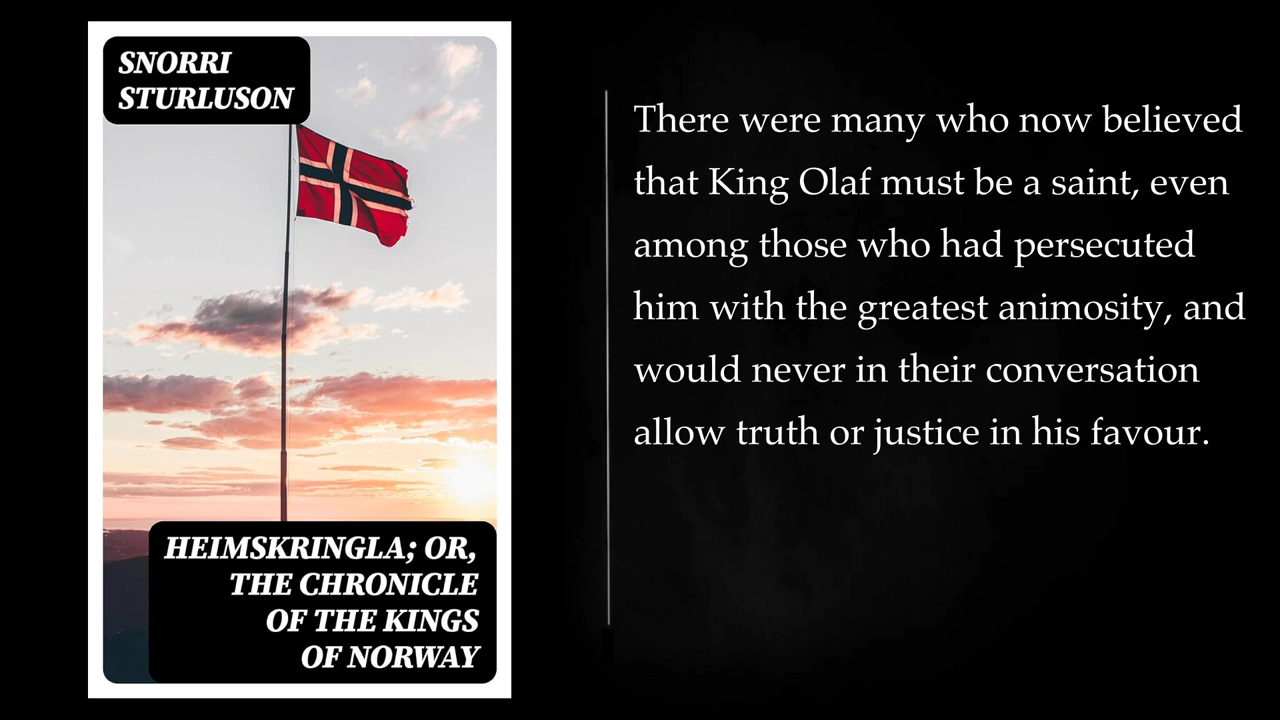 SNORRI
STURLUSON
HEIMSKRINGLA; OR,
THE CHRONICLE
OF THE KINGS
OF NORWAY
There were many who now believed
that King Olaf must be a saint, even
among those who had persecuted
him with the greatest animosity, and
would never in their conversation
allow truth or justice in his favour.